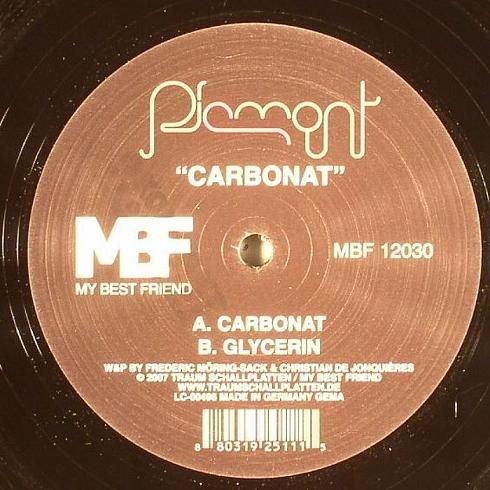 Piemont
"CARBONAT"
MBF
MBF 12030
MY BEST FRIEND
A. CARBONAT
B. GLYCERIN
W&P BY FREDERIC MÖRING-SACK & CHRISTIAN DE JONQUIÈRES
© 2007 TRAUM SCHALLPLATTEN / MY BEST FRIEND
WWW.TRAUMSCHALLPLATTEN.DE
LC-00496 MADE IN GERMANY GEMA
8 80319 25111 5